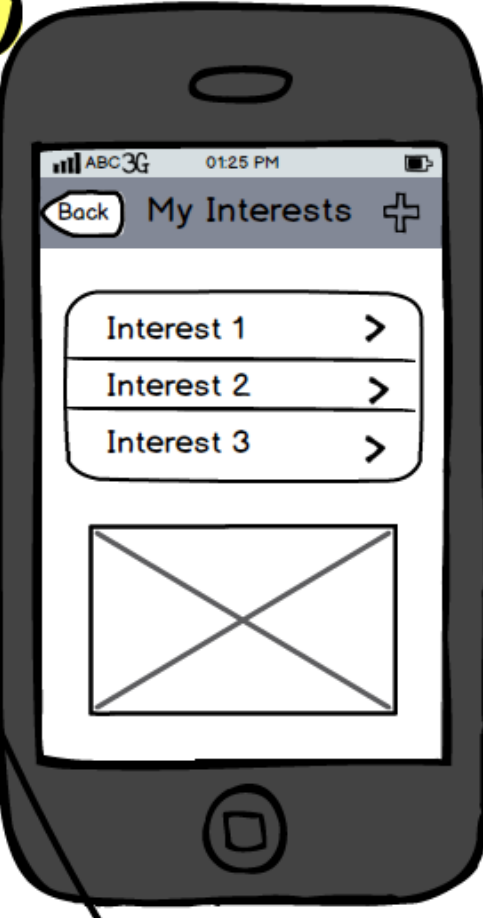 ABC 3G 01:25 PM
Back My Interests
Interest 1
Interest 2
Interest 3